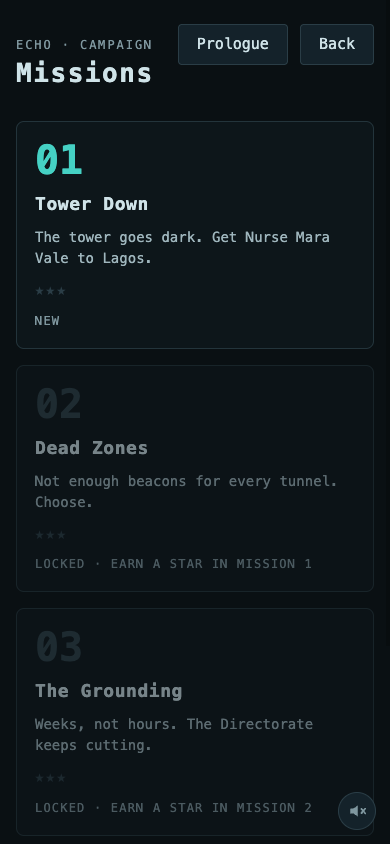 ECHO · CAMPAIGN
Missions
Prologue
Back
01
Tower Down
The tower goes dark. Get Nurse Mara
Vale to Lagos.
★★★
NEW
02
Dead Zones
Not enough beacons for every tunnel.
Choose.
★★★
LOCKED · EARN A STAR IN MISSION 1
03
The Grounding
Weeks, not hours. The Directorate
keeps cutting.
★★★
LOCKED · EARN A STAR IN MISSION 2